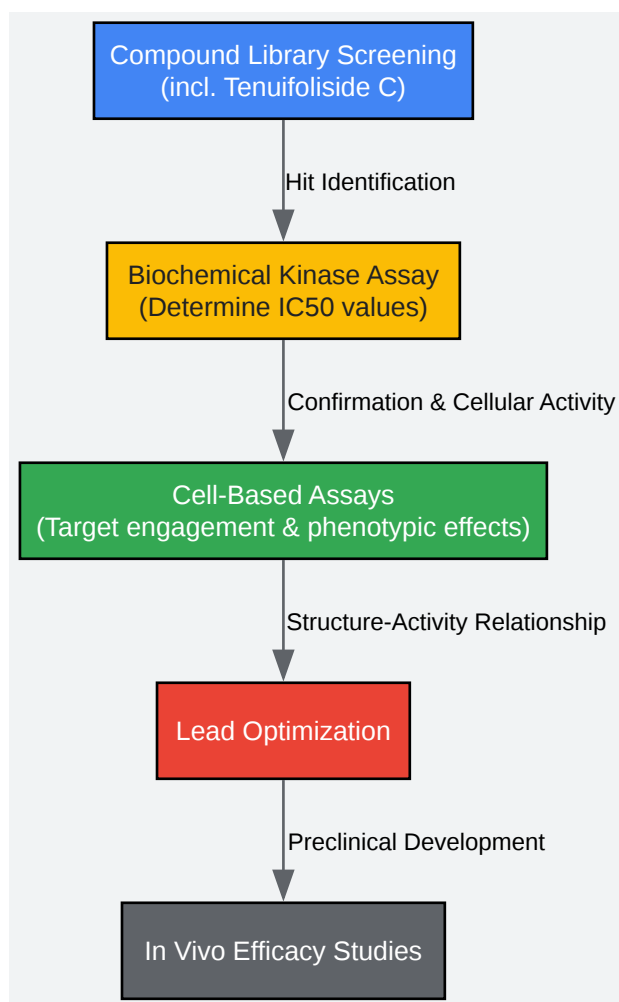 Compound Library Screening
(incl. Tenuifoliside C)
Hit Identification
Biochemical Kinase Assay
(Determine IC50 values)
Confirmation & Cellular Activity
Cell-Based Assays
(Target engagement & phenotypic effects)
Structure-Activity Relationship
Lead Optimization
Preclinical Development
In Vivo Efficacy Studies